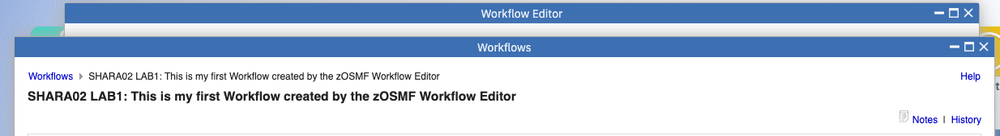 Workflow Editor
Workflows
Workflows SHARA02 LAB1: This is my first Workflow created by the zOSMF Workflow Editor Help
SHARA02 LAB1: This is my first Workflow created by the zOSMF Workflow Editor
Notes | History